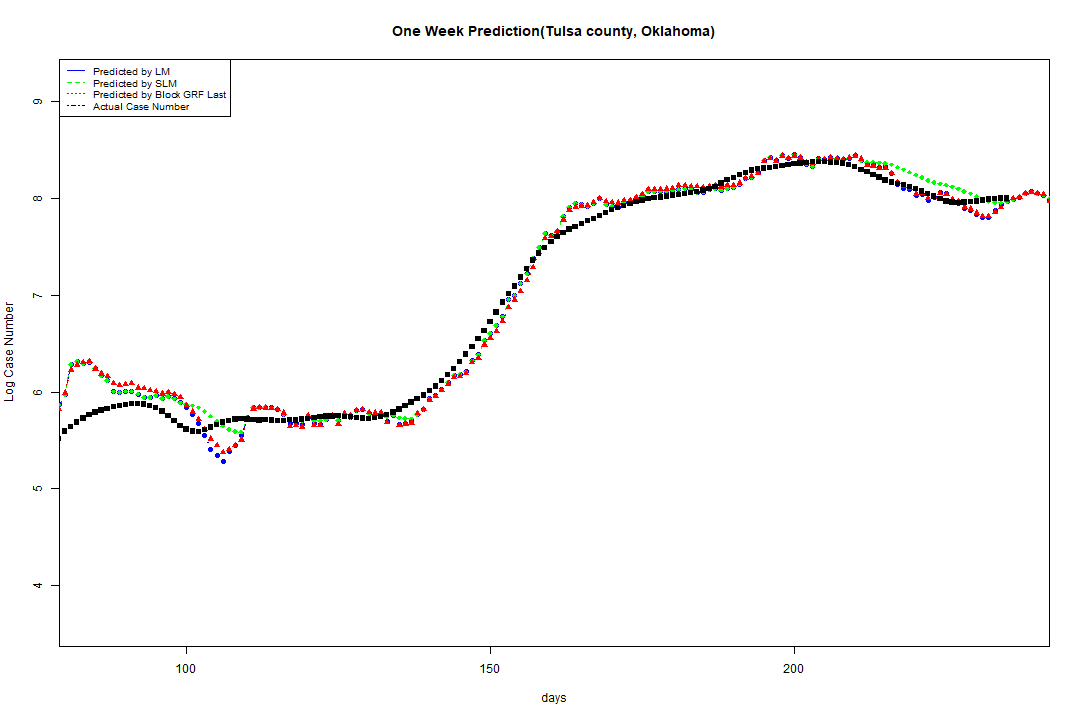 One Week Prediction(Tulsa county, Oklahoma)
Predicted by LM
Predicted by SLM
Predicted by Block GRF Last
Actual Case Number
9
8
7
6
5
4
Log Case Number
100 150 200
days